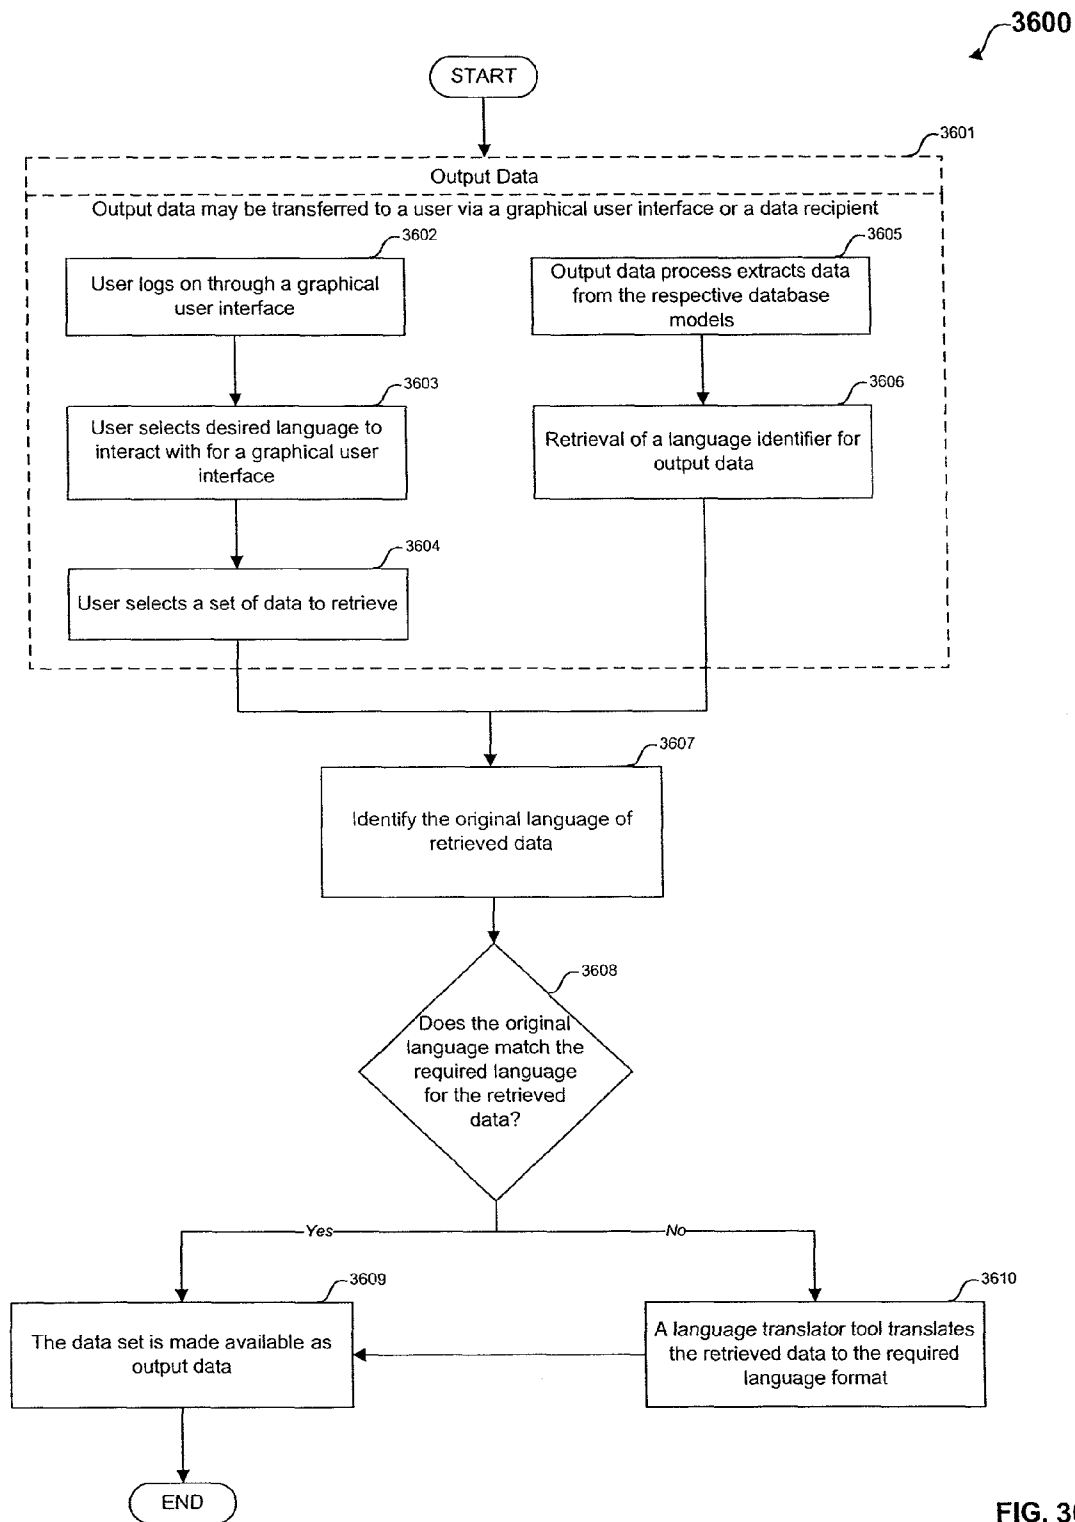 3600
START
3601
Output Data
Output data may be transferred to a user via a graphical user interface or a data recipient
3602
User logs on through a graphical
user interface
3605
Output data process extracts data
from the respective database
models
3603
User selects desired language to
interact with for a graphical user
interface
3606
Retrieval of a language identifier for
output data
3604
User selects a set of data to retrieve
3607
Identify the original language of
retrieved data
3608
Does the original
language match the
required language
for the retrieved
data?
Yes
No
3609
The data set is made available as
output data
3610
A language translator tool translates
the retrieved data to the required
language format
END
FIG.